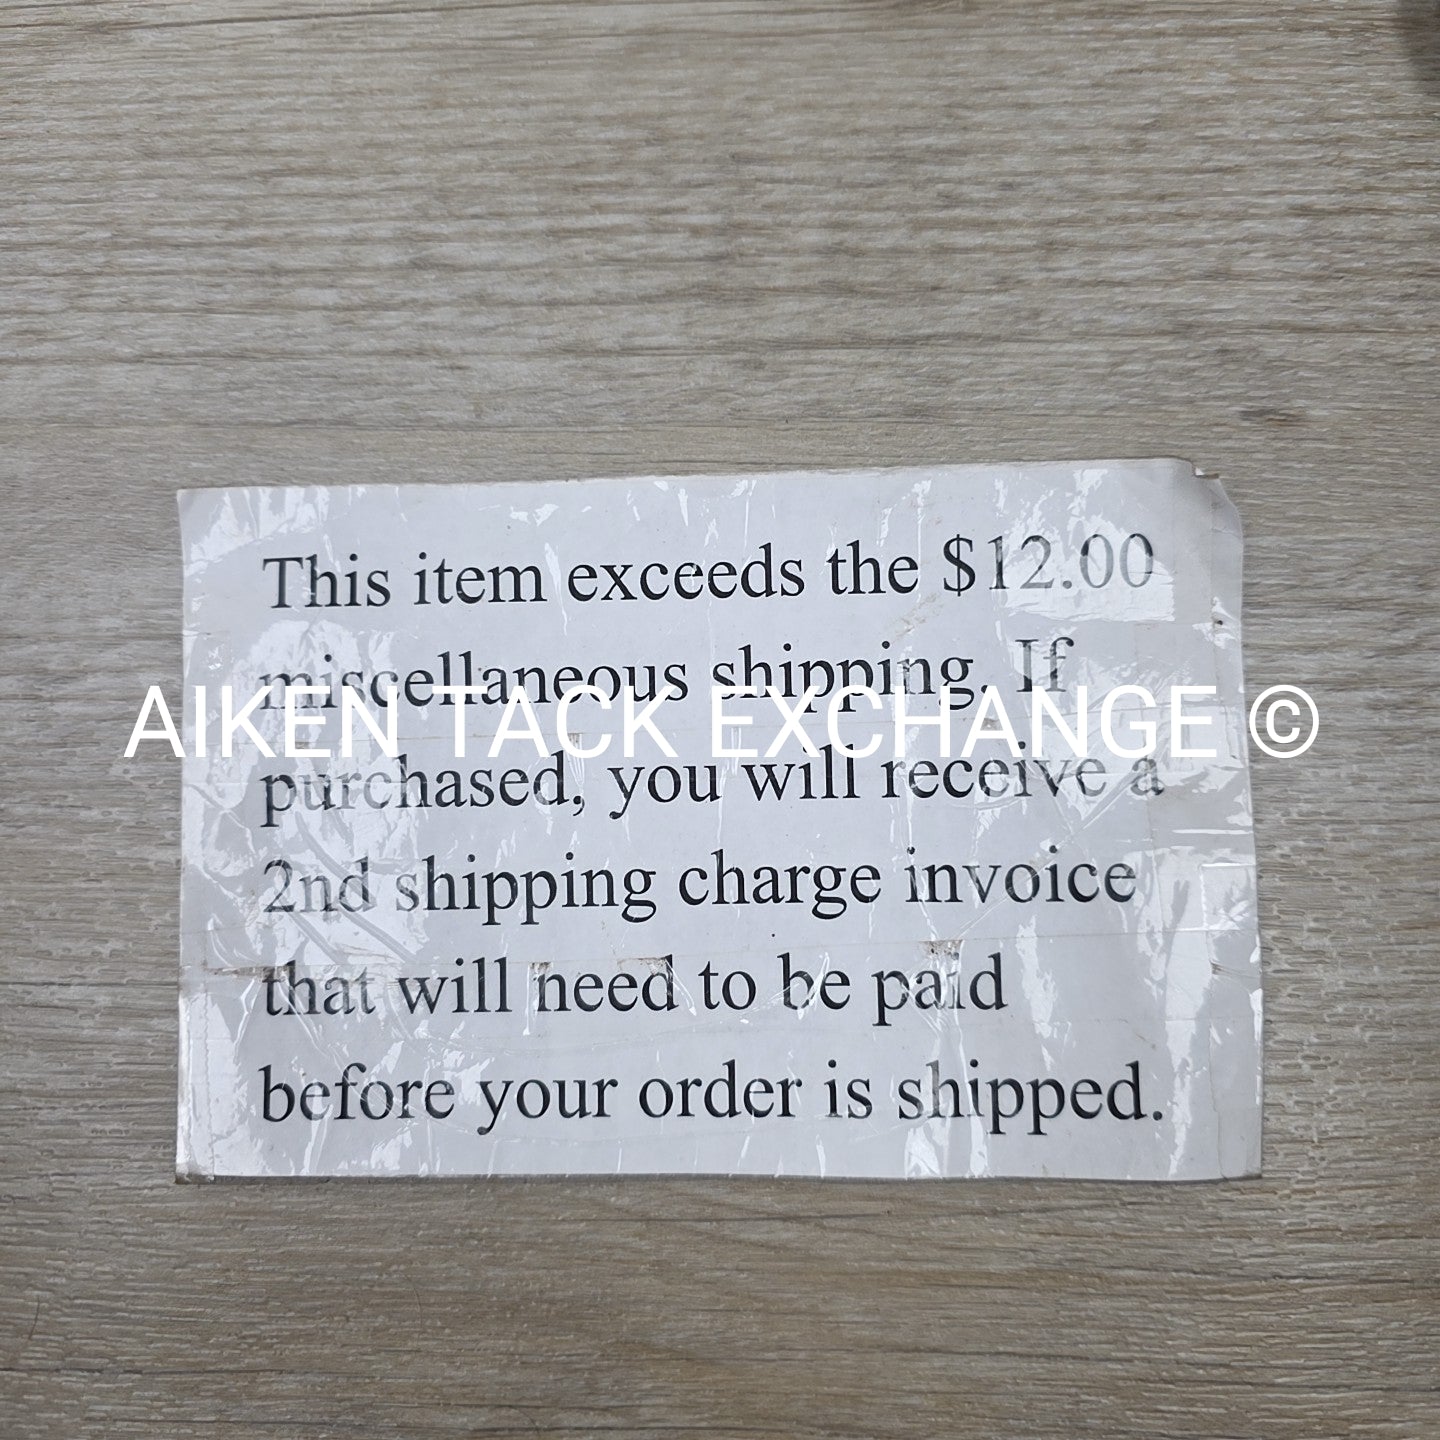 This item exceeds the $12.00
miscellaneous shipping. If
AIKEN TACK EXCHANGE ©
purchased, you will receive a
2nd shipping charge invoice
that will need to be paid
before your order is shipped.